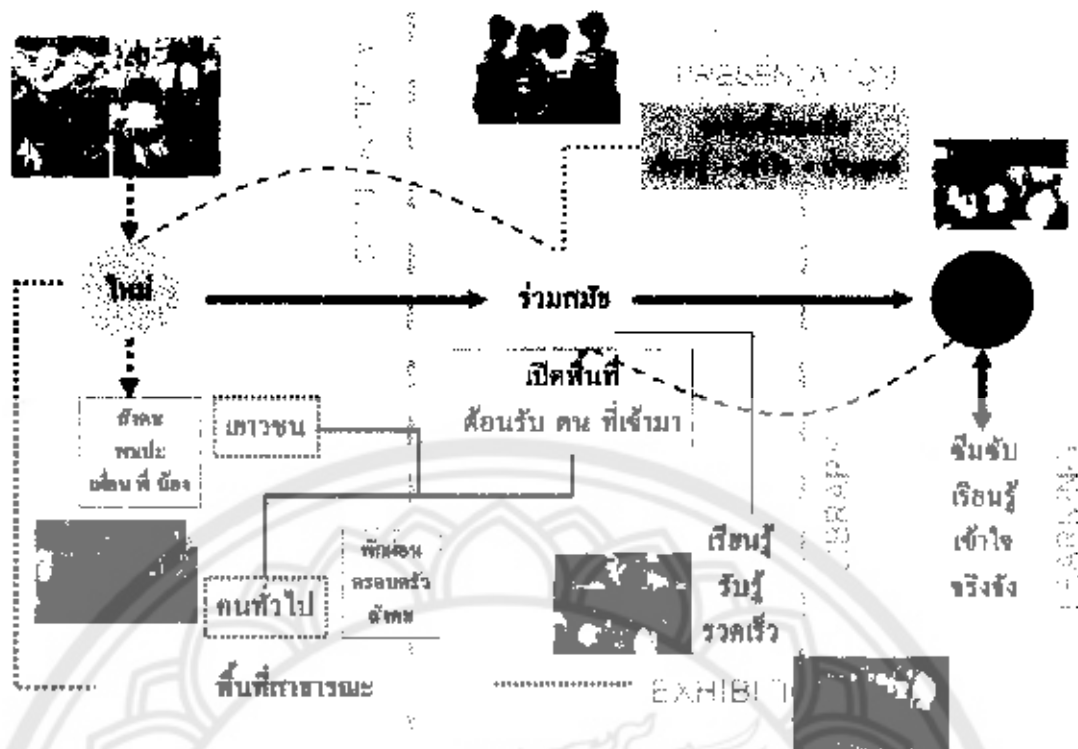 ใหม่
ร่วมสมัย
เปิดพื้นที่
ต้อนรับ คน ที่เข้ามา
สังคม
พบปะ
เพื่อน พี่ น้อง
เยาวชน
คนทั่วไป
พักผ่อน
ครอบครัว
สังคม
เรียนรู้
รับรู้
รวดเร็ว
ซึมซับ
เรียนรู้
เข้าใจ
จริงจัง
พื้นที่สาธารณะ
PRESENTATION
LIBRARY
LEARNING